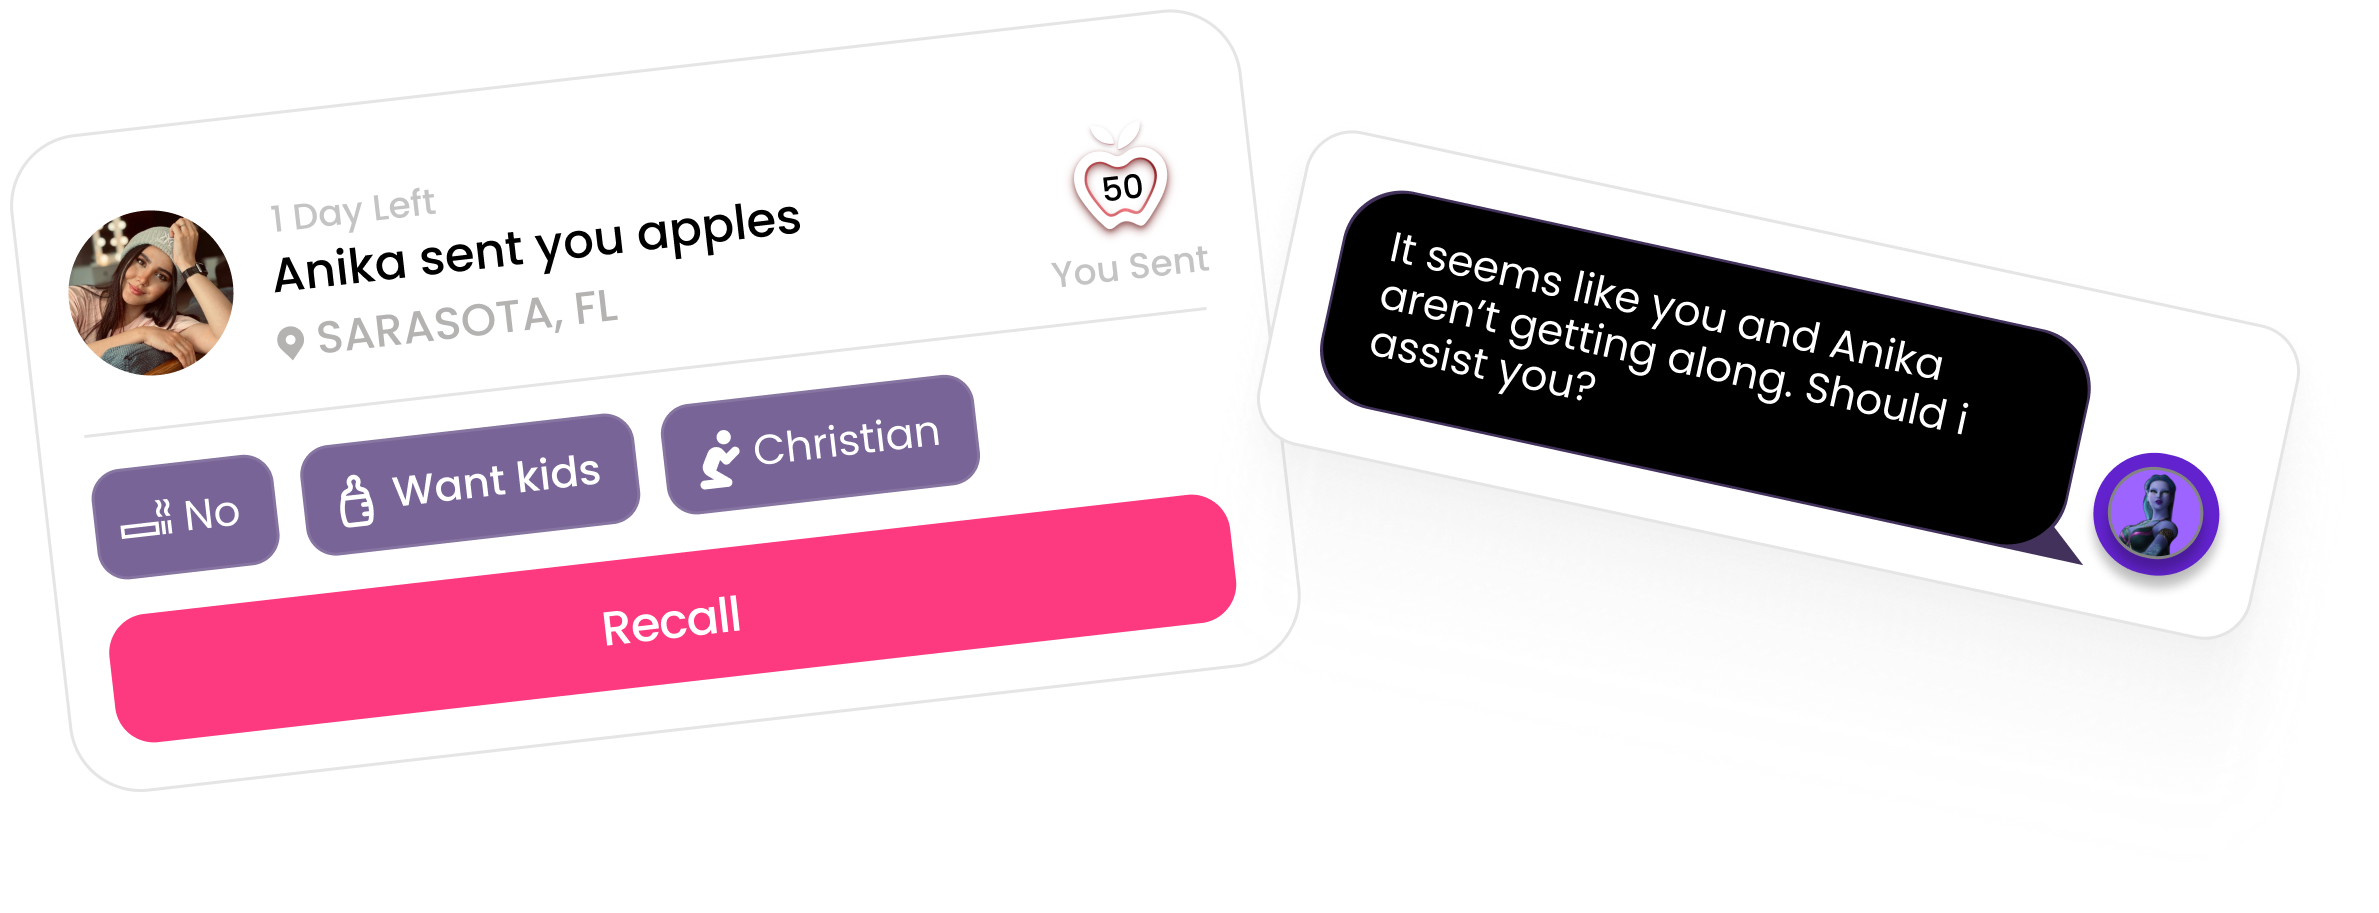 1 Day Left
Anika sent you apples
SARASOTA, FL
50
You Sent
No
Want kids
Christian
Recall
It seems like you and Anika
aren’t getting along. Should i
assist you?